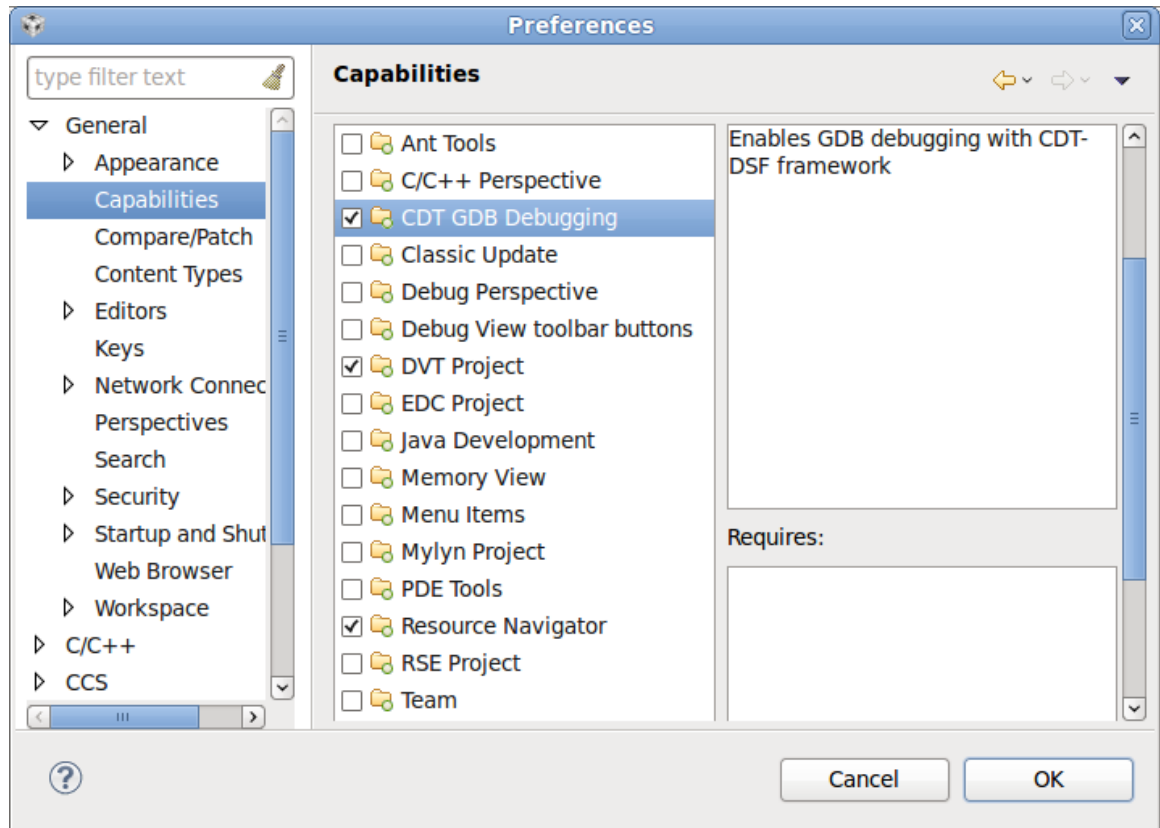 Preferences
type filter text
General
Appearance
Capabilities
Compare/Patch
Content Types
Editors
Keys
Network Connec
Perspectives
Search
Security
Startup and Shut
Web Browser
Workspace
C/C++
CCS
Capabilities
Ant Tools
C/C++ Perspective
CDT GDB Debugging
Classic Update
Debug Perspective
Debug View toolbar buttons
DVT Project
EDC Project
Java Development
Memory View
Menu Items
Mylyn Project
PDE Tools
Resource Navigator
RSE Project
Team
Enables GDB debugging with CDT-
DSF framework
Requires:
?
Cancel
OK